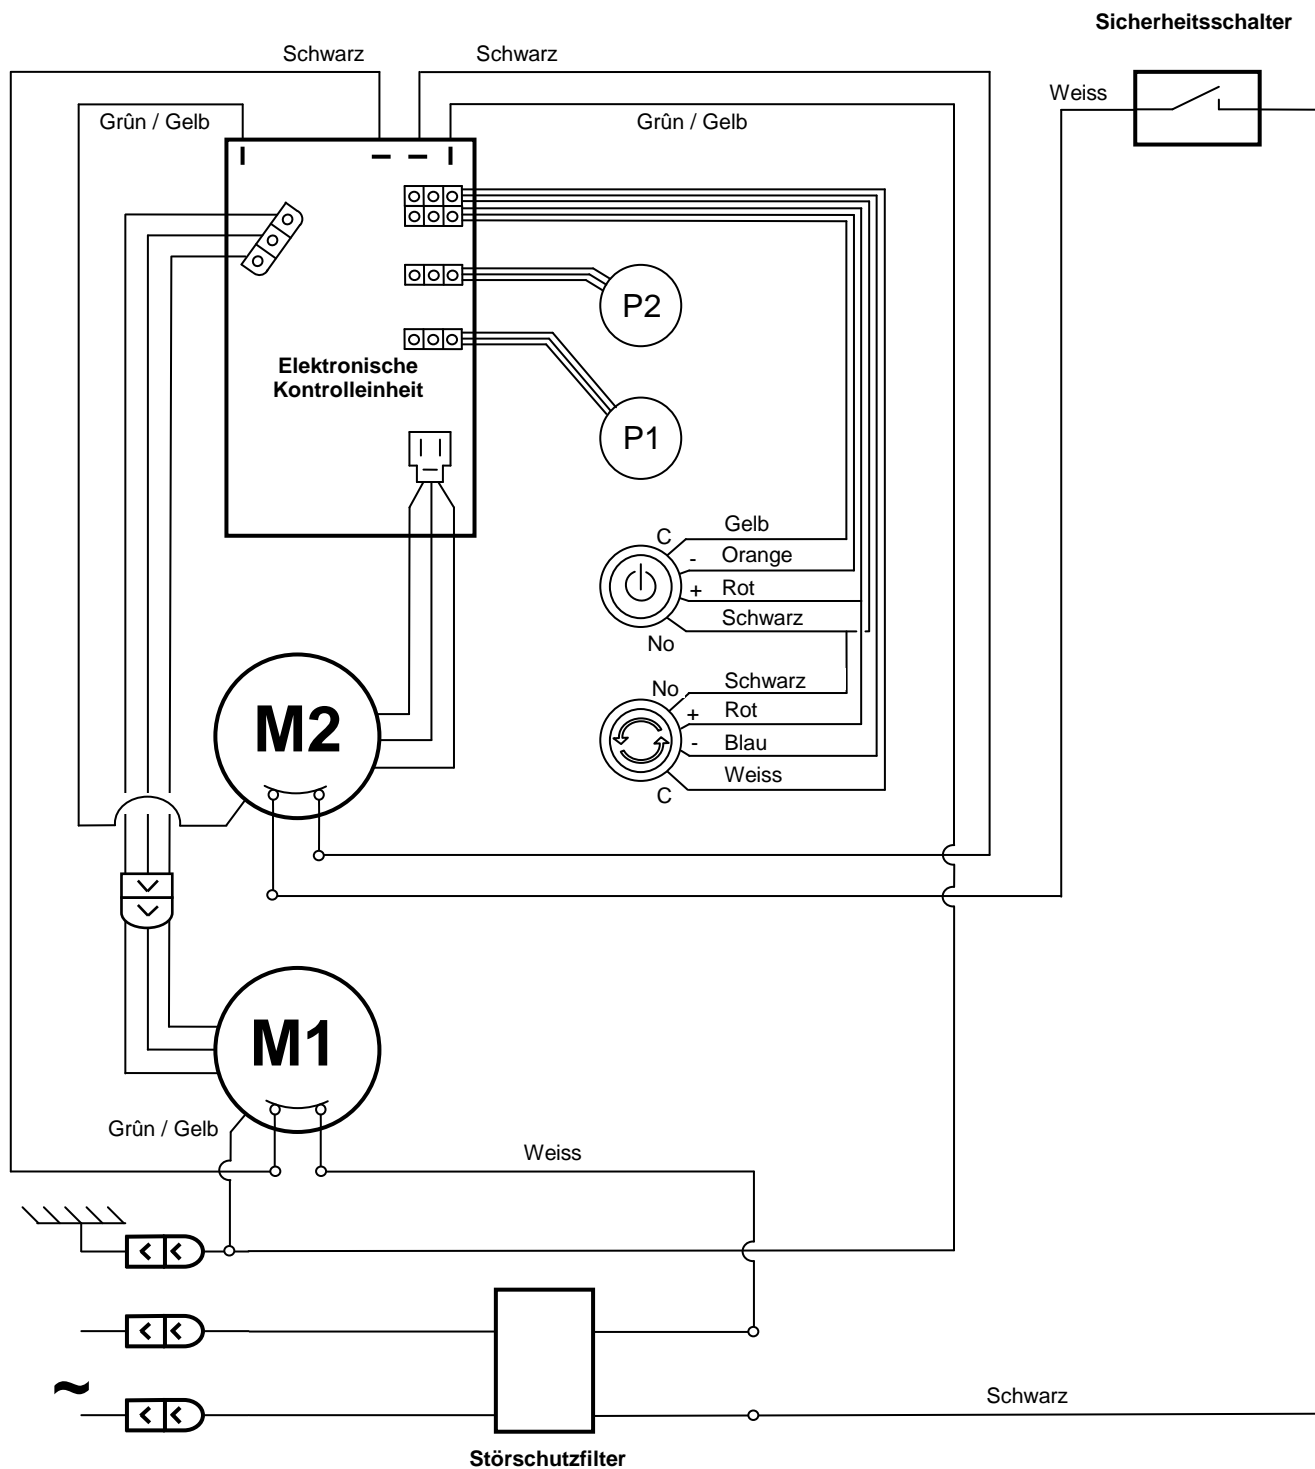 Sicherheitsschalter
Schwarz
Schwarz
Weiss
Grûn / Gelb
Grûn / Gelb
P2
Elektronische
Kontrolleinheit
P1
Gelb
C
-
Orange
+
Rot
Schwarz
No
No
Schwarz
+
Rot
-
Blau
Weiss
C
M2
M1
Grûn / Gelb
Weiss
~
Schwarz
Störschutzfilter